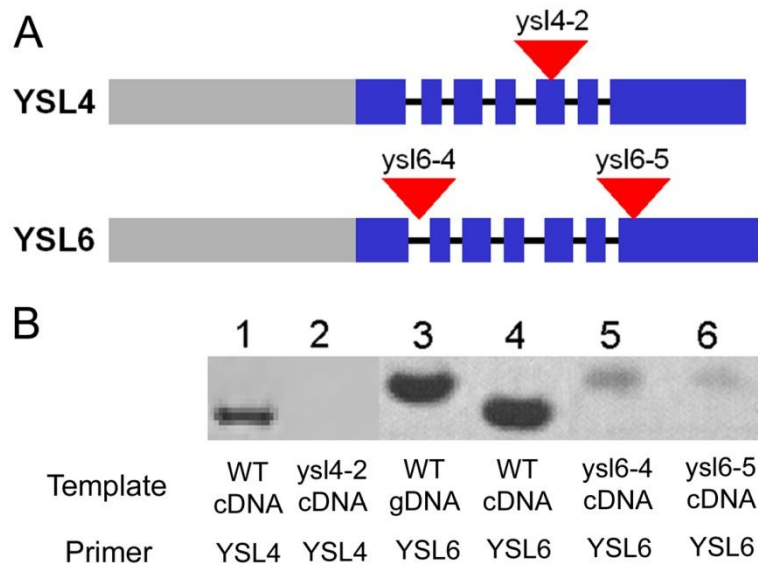 A
ysl4-2
YSL4
ysl6-4 ysl6-5
YSL6
B
1 2 3 4 5 6
Template WT cDNA ysl4-2 cDNA WT gDNA WT cDNA ysl6-4 cDNA ysl6-5 cDNA
Primer YSL4 YSL4 YSL6 YSL6 YSL6 YSL6